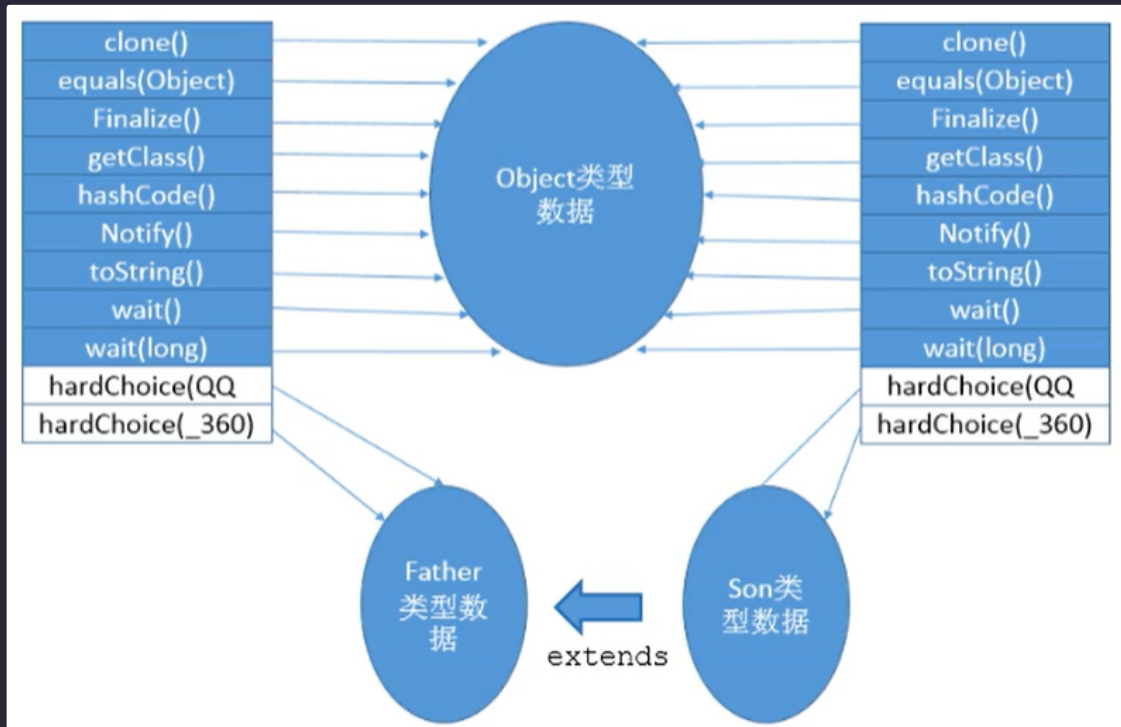 clone()
equals(Object)
Finalize()
getClass()
hashCode()
Notify()
toString()
wait()
wait(long)
hardChoice(QQ
hardChoice(_360)
Object类型
数据
clone()
equals(Object)
Finalize()
getClass()
hashCode()
Notify()
toString()
wait()
wait(long)
hardChoice(QQ
hardChoice(_360)
Father
类型数
据
extends
Son类
型数据